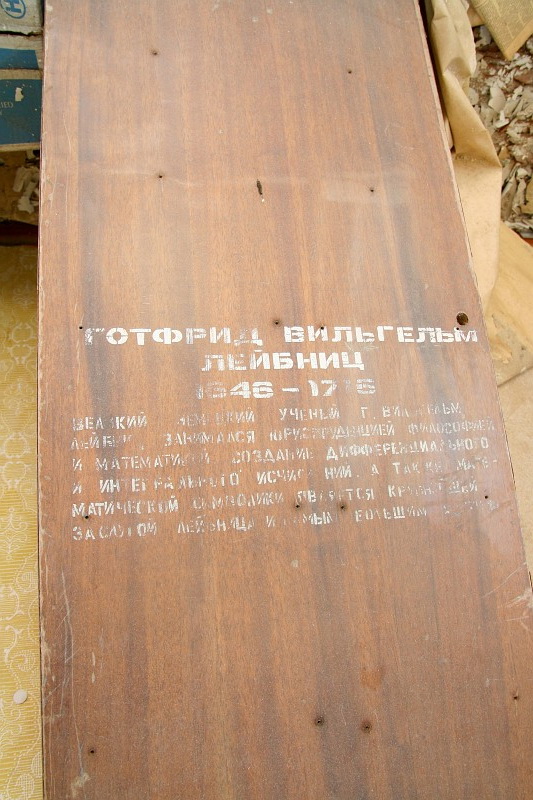 ГОТФРИД ВИЛЬГЕЛЬМ
ЛЕЙБНИЦ
1646-1716
ВЕЛИКИЙ НЕМЕЦКИЙ УЧЕНЫЙ Г. ВИЛЬГЕЛЬМ
ЛЕЙБНИЦ ЗАНИМАЛСЯ ЮРИСПРУДЕНЦИЕЙ ФИЛОСОФИЕЙ
И МАТЕМАТИКОЙ СОЗДАНИЕ ДИФФЕРЕНЦИАЛЬНОГО
И ИНТЕГРАЛЬНОГО ИСЧИСЛЕНИЙ, А ТАКЖЕ МАТЕ-
МАТИЧЕСКОЙ СИМВОЛИКИ ЯВЛЯЕТСЯ КРУПНЕЙШЕЙ
ЗАСЛУГОЙ ЛЕЙБНИЦА И САМЫМ БОЛЬШИМ